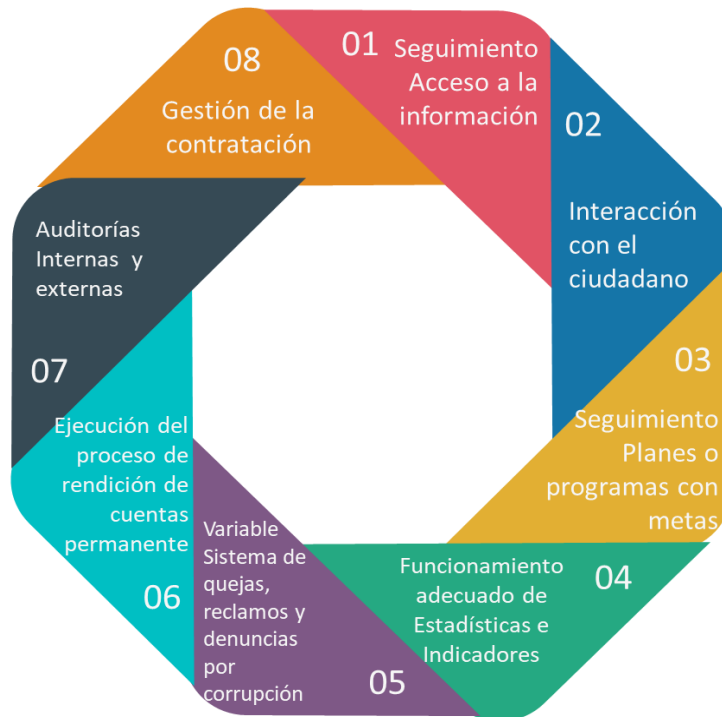 01
Seguimiento
Acceso a la
información
02
Interacción
con el
ciudadano
03
Seguimiento
Planes o
programas con
metas
04
Funcionamiento
adecuado de
Estadísticas e
Indicadores
05
Variable
Sistema de
quejas,
reclamos y
denuncias
por
corrupción
06
Ejecución del
proceso de
rendición de
cuentas
permanente
07
Auditorías
Internas y
externas
08
Gestión de la
contratación